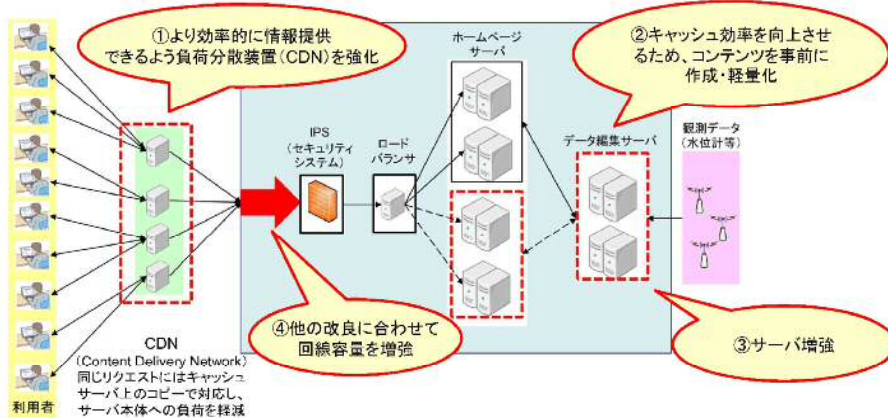 ①より効率的に情報提供
できるよう負荷分散装置(CDN)を強化
ホームページ
サーバ
②キャッシュ効率を向上させ
るため、コンテンツを事前に
作成・軽量化
IPS
(セキュリティ
システム)
ロード
バランサ
データ編集サーバ
観測データ
(水位計等)
④他の改良に合わせて
回線容量を増強
③サーバ増強
CDN
(Content Delivery Network)
同じリクエストにはキャッシュ
サーバ上のコピーで対応し、
サーバ本体への負荷を軽減
利用者